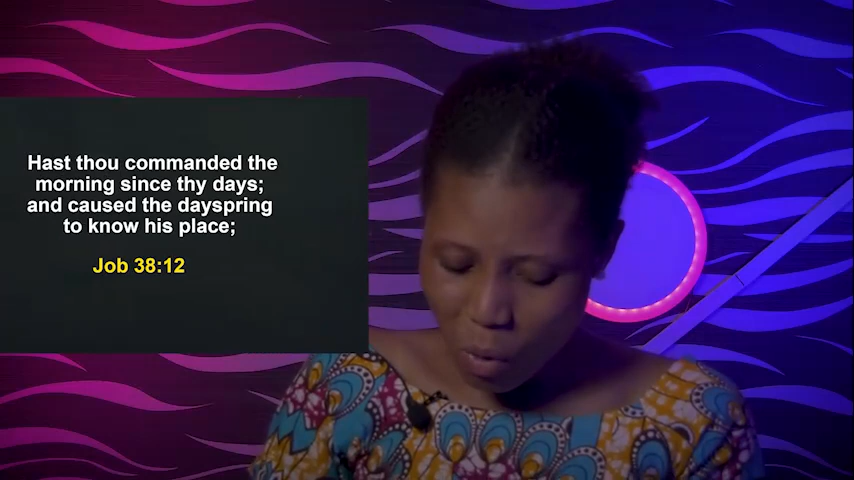 Hast thou commanded the
morning since thy days;
and caused the dayspring
to know his place;
Job 38:12